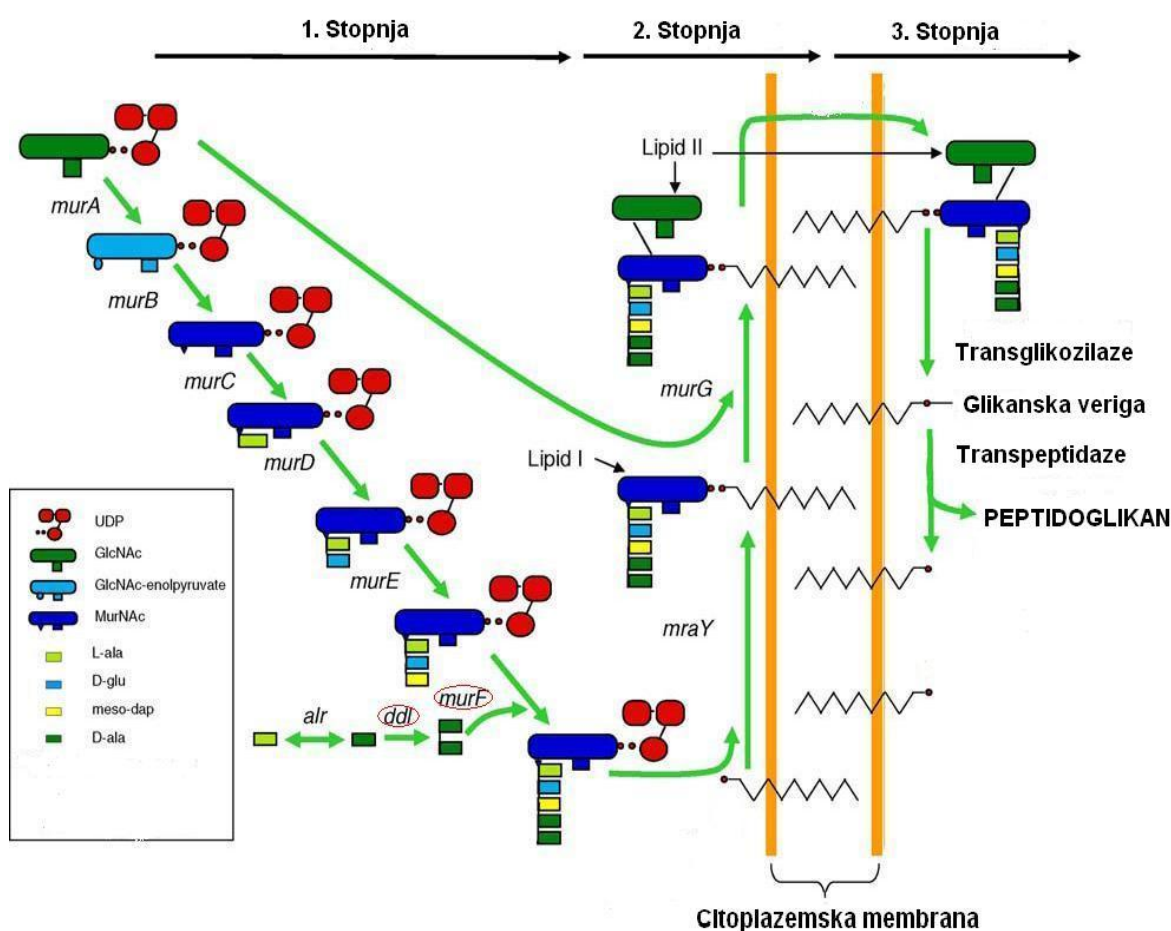 1. Stopnja
2. Stopnja
3. Stopnja
murA
murB
murC
murD
murE
murF
alr
ddl
Lipid II
murG
Lipid I
mraY
Transglikozilaze
Glikanska veriga
Transpeptidaze
PEPTIDOGLIKAN
UDP
GlcNAc
GlcNAc-enolpyruvate
MurNAc
L-ala
D-glu
meso-dap
D-ala
Citoplazemska membrana